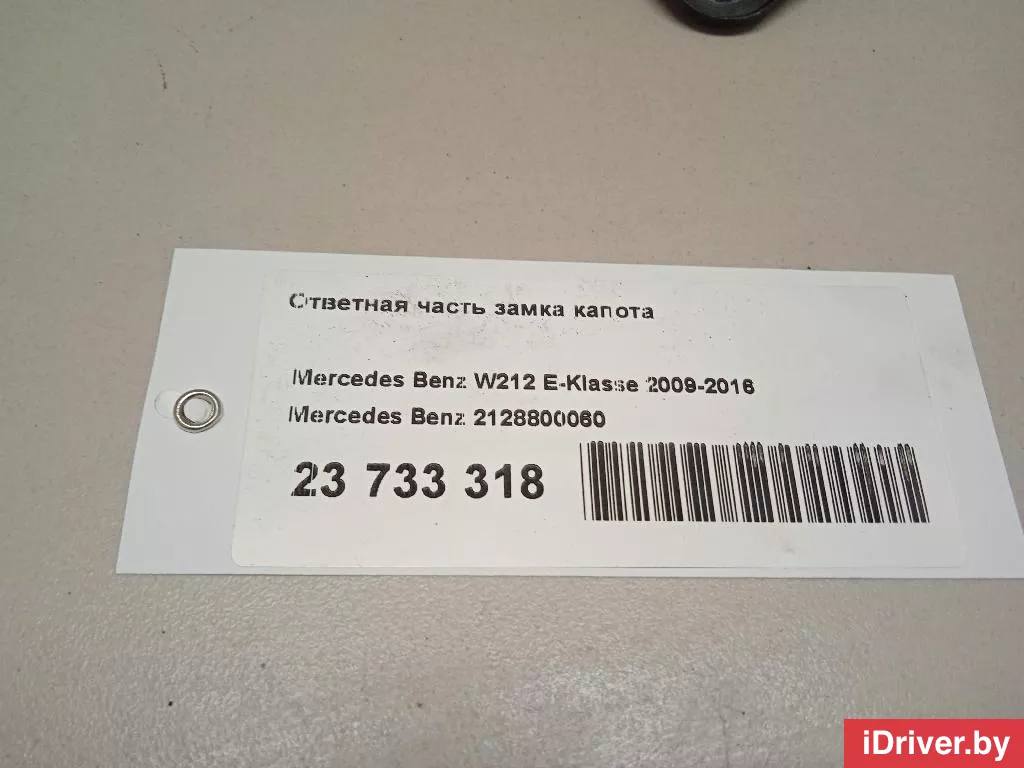 Ответная часть замка капота
Mercedes Benz W212 E-Klasse 2009-2016
Mercedes Benz 2128800060
23 733 318
iDriver.by